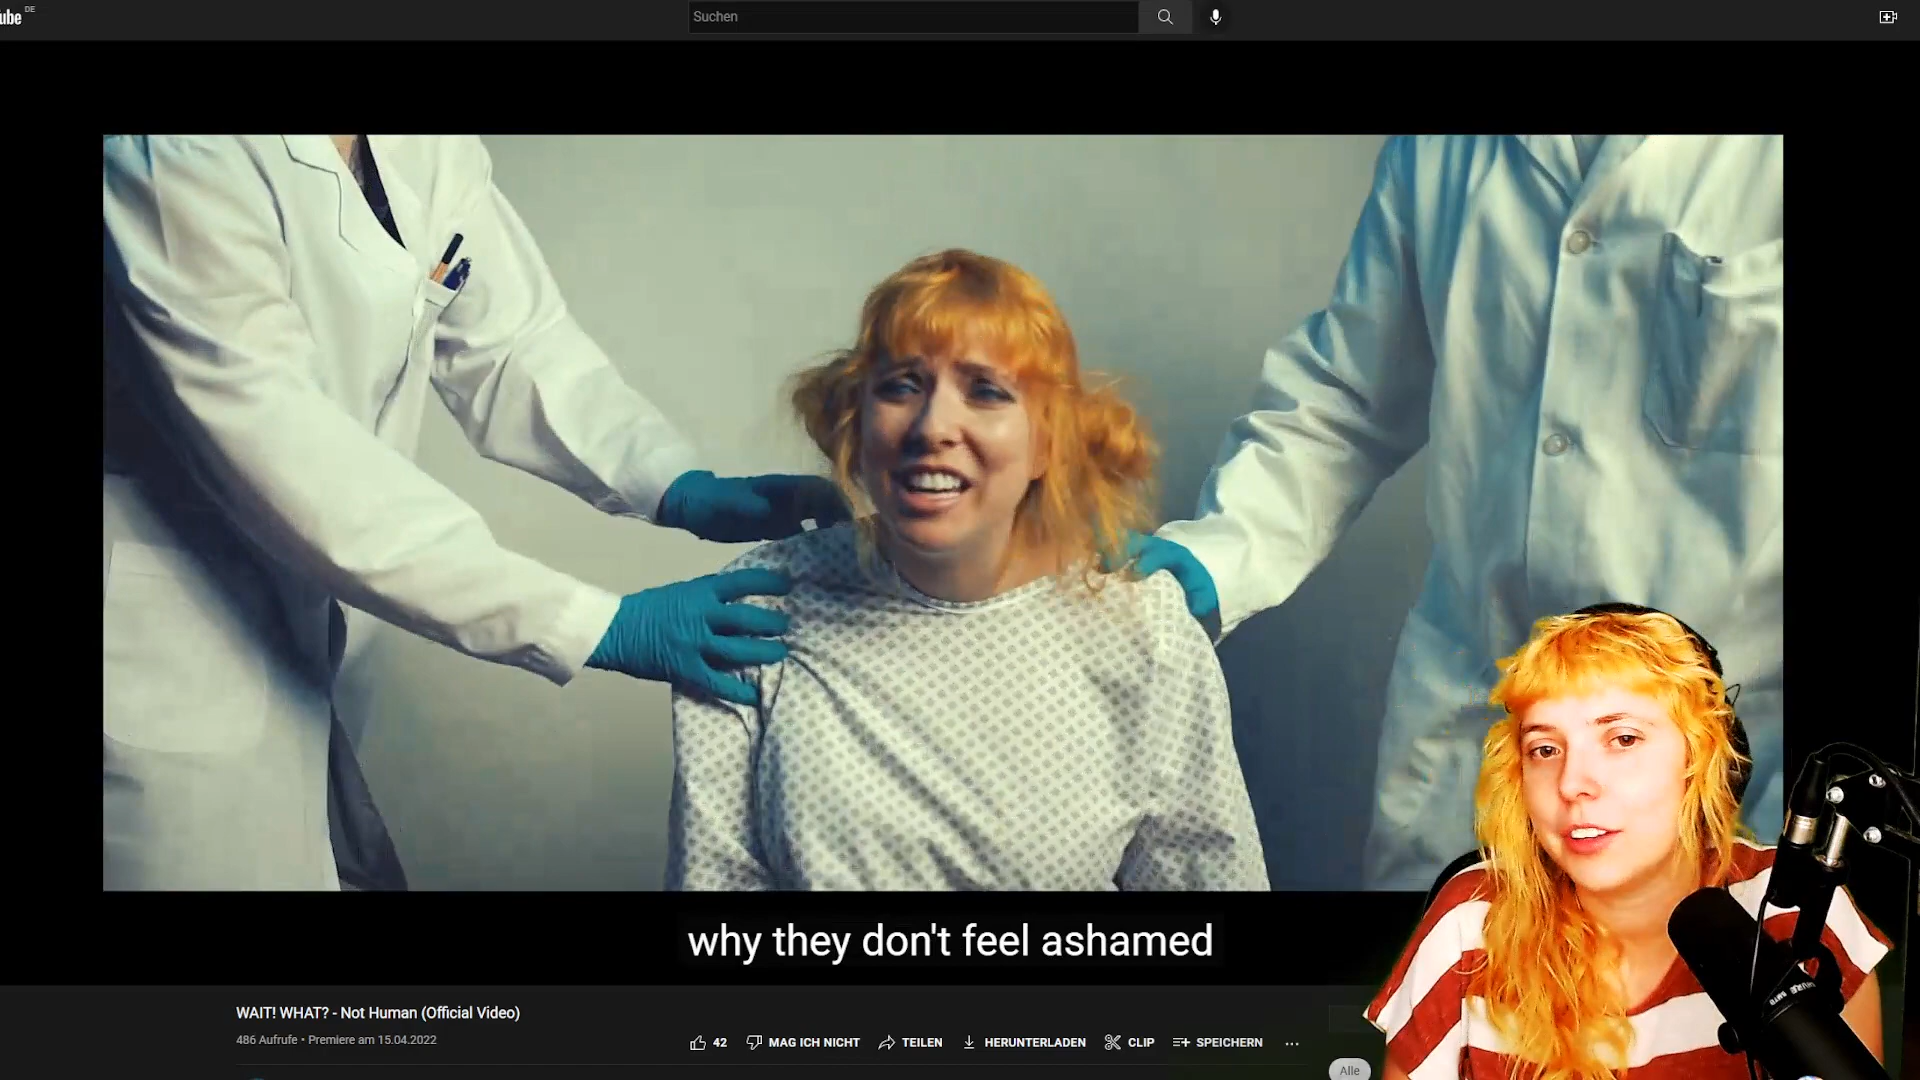 ube DE
Suchen
why they don't feel ashamed
WAIT! WHAT? - Not Human (Official Video)
486 Aufrufe • Premiere am 15.04.2022
42 MAG ICH NICHT TEILEN HERUNTERLADEN CLIP SPEICHERN ...
Alle